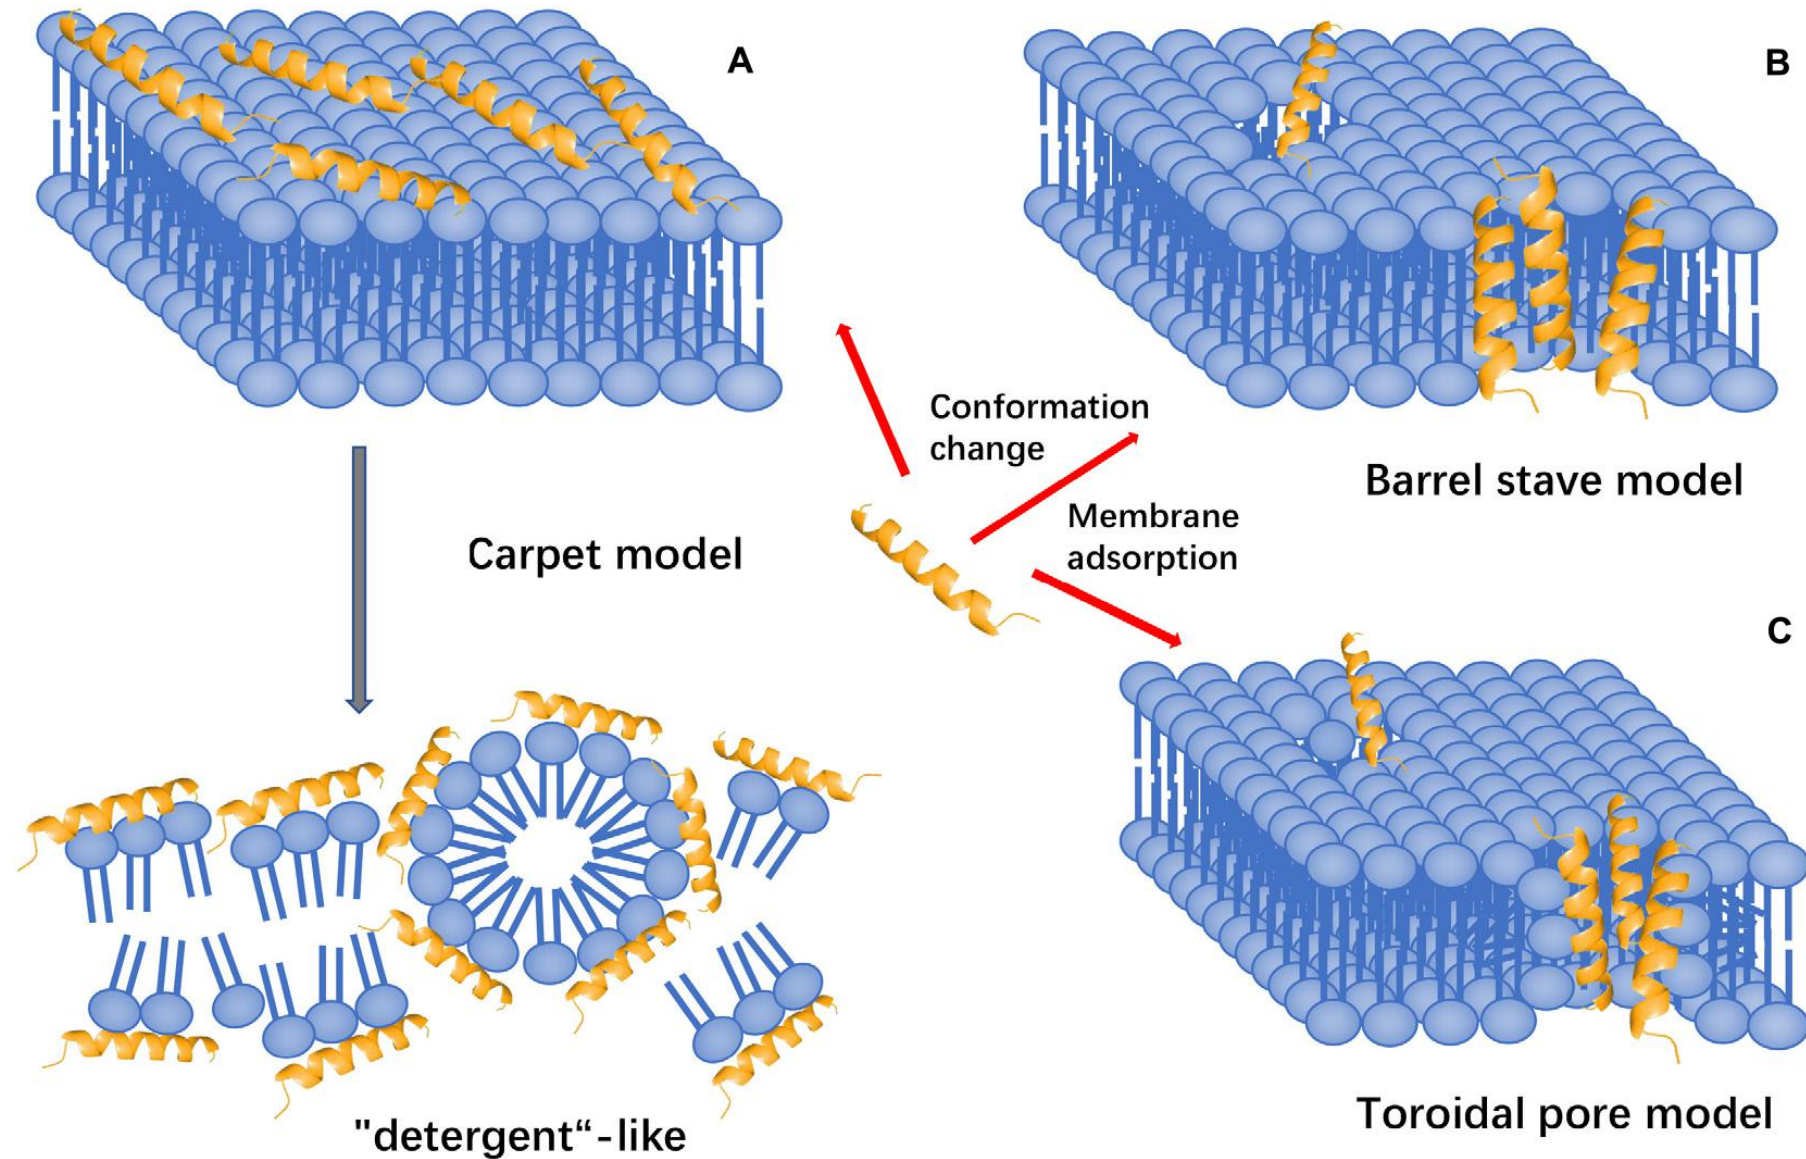 A
B
Conformation
change
Barrel stave model
Membrane
adsorption
Carpet model
C
Toroidal pore model
"detergent“-like